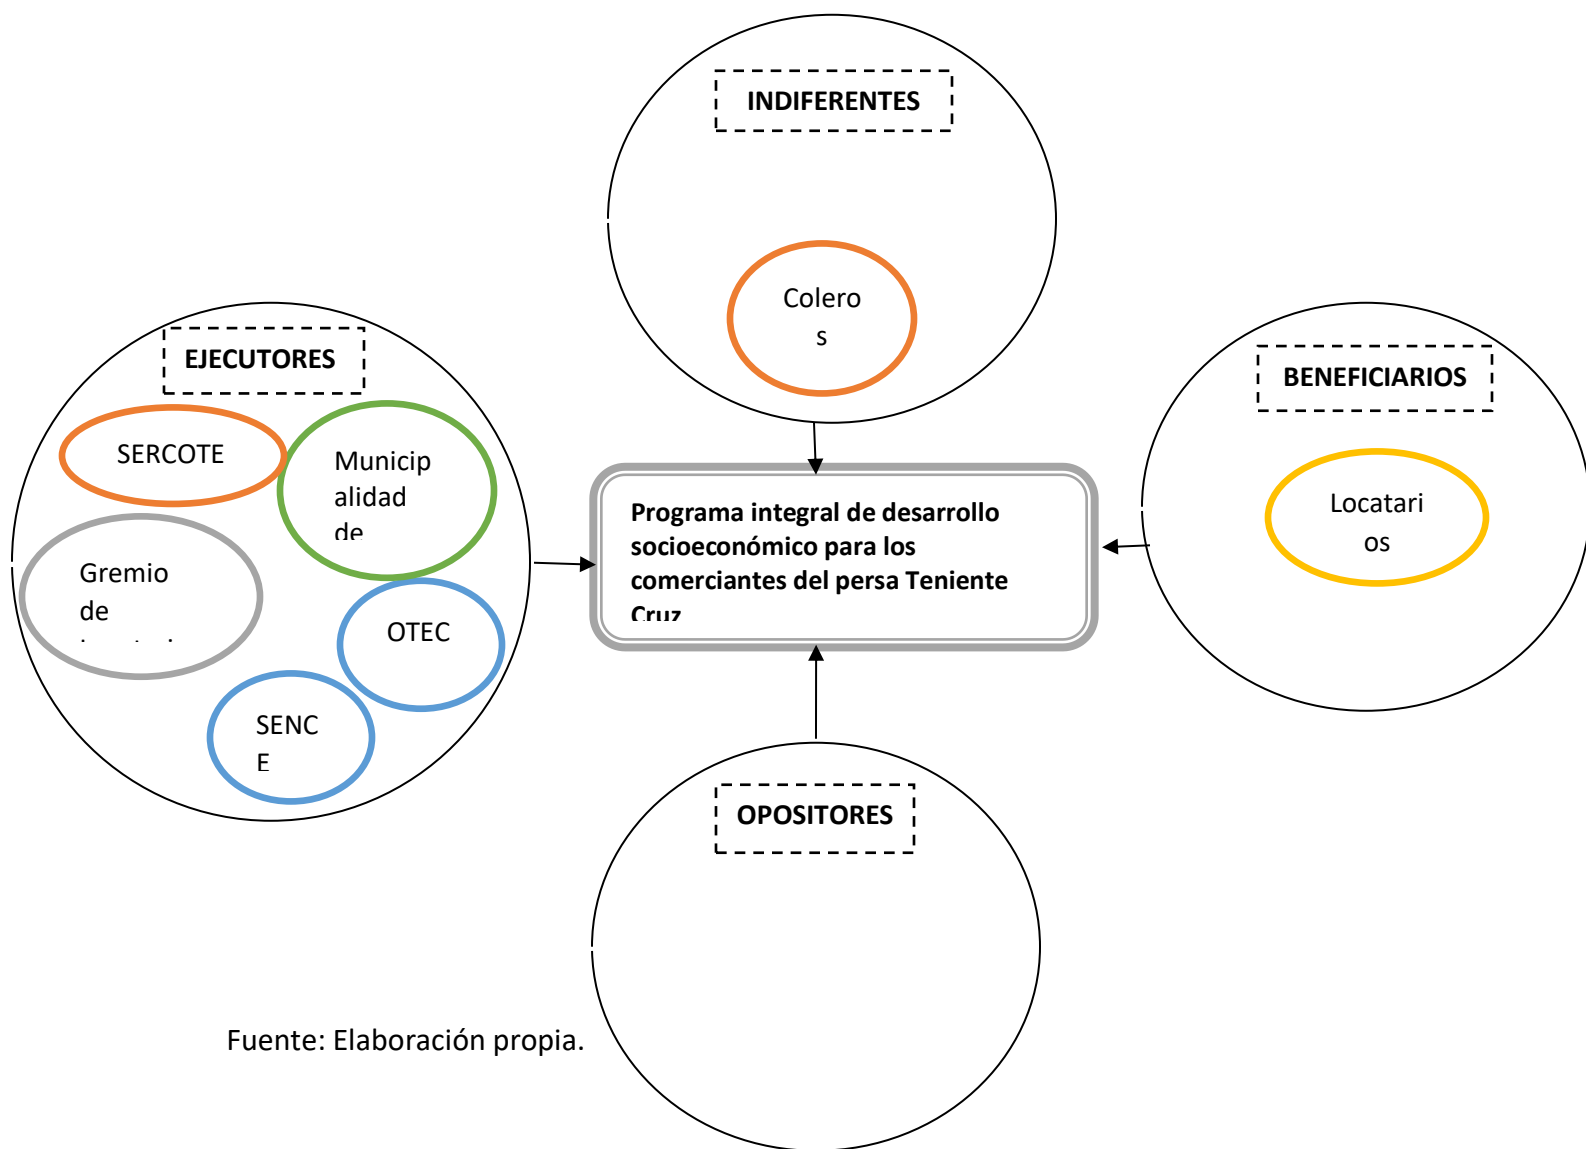 INDIFERENTES
Colero
s
EJECUTORES
SERCOTE
Municip
alidad
de
Gremio
de
OTEC
SENC
E
BENEFICIARIOS
Locatari
os
Programa integral de desarrollo
socioeconómico para los
comerciantes del persa Teniente
Cruz
OPOSITORES
Fuente: Elaboración propia.